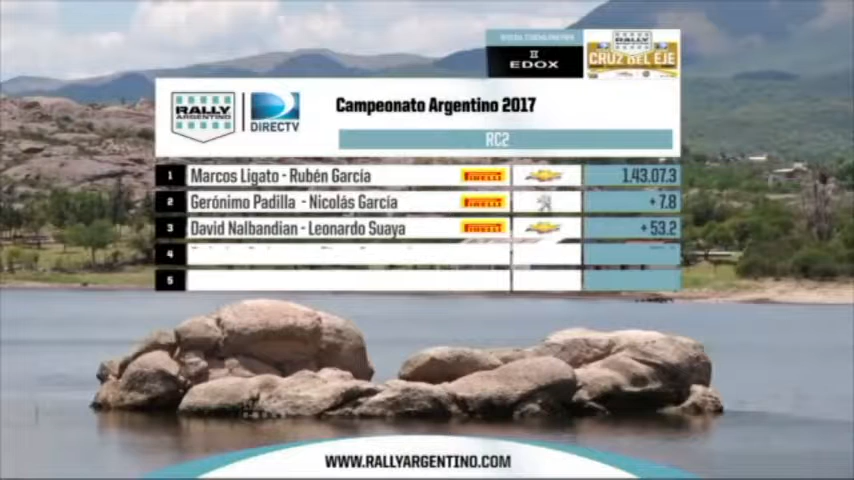 EDOX
RALLY
CRUZ DEL EJE
RALLY
ARGENTINO
DIRECTV
Campeonato Argentino 2017
RC2
1 Marcos Ligato - Rubén García PIRELLI 1.43.07.3
2 Gerónimo Padilla - Nicolás García PIRELLI + 7.8
3 David Nalbandian - Leonardo Suaya PIRELLI + 53.2
4
5
WWW.RALLYARGENTINO.COM